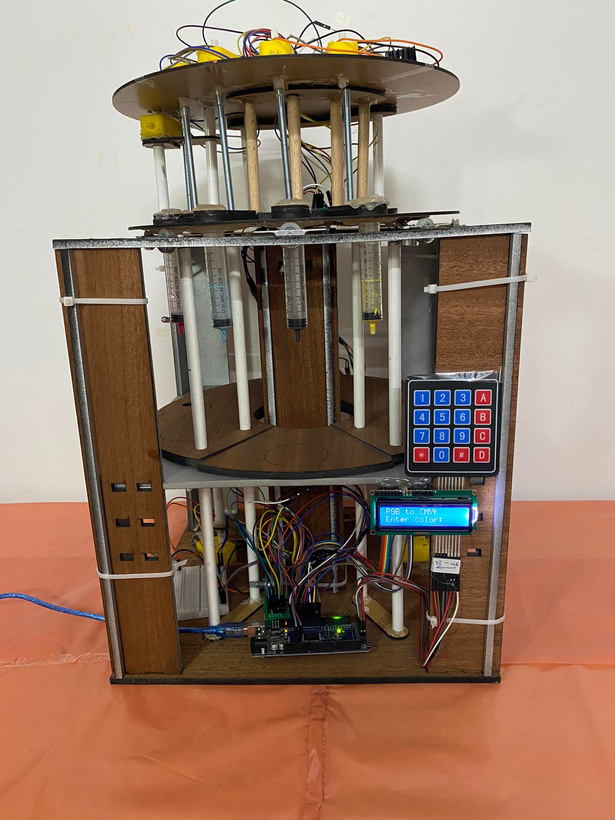 1 2 3 A
4 5 6 B
7 8 9 C
* 0 # D
RGB to CMYK
Enter color: